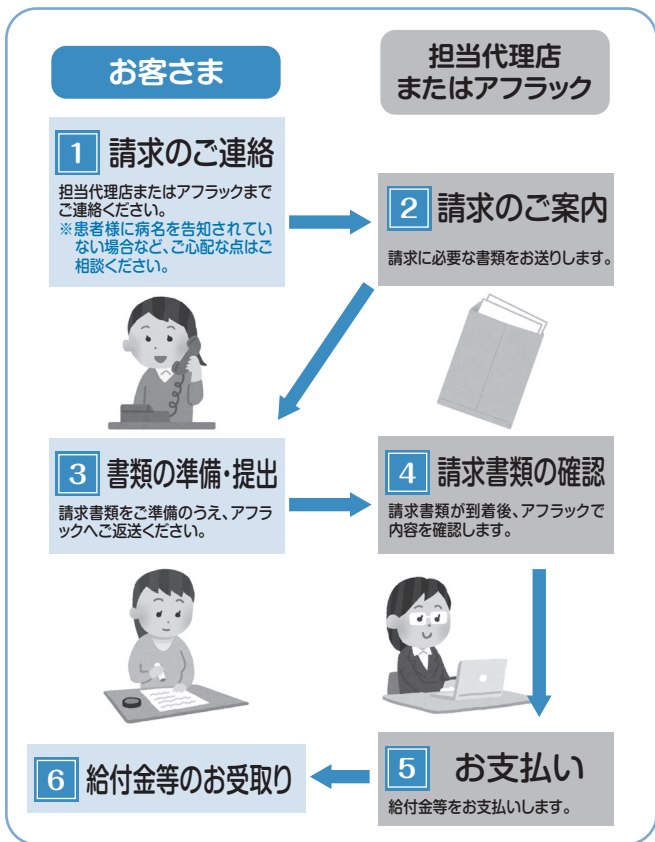 お客さま
担当代理店
またはアフラック
1 請求のご連絡
担当代理店またはアフラックまで
ご連絡ください。
※患者様に病名を告知されてい
ない場合など、ご心配な点はご
相談ください。
2 請求のご案内
請求に必要な書類をお送りします。
3 書類の準備・提出
請求書類をご準備のうえ、アフラ
ックへご返送ください。
4 請求書類の確認
請求書類が到着後、アフラックで
内容を確認します。
5 お支払い
給付金等をお支払いします。
6 給付金等のお受取り